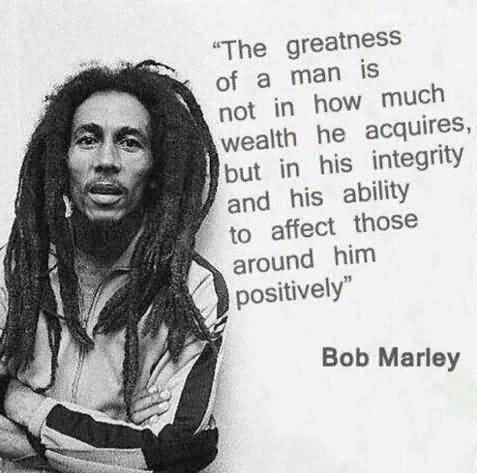 “The greatness
of a man is
not in how much
wealth he acquires,
but in his integrity
and his ability
to affect those
around him
positively”
Bob Marley